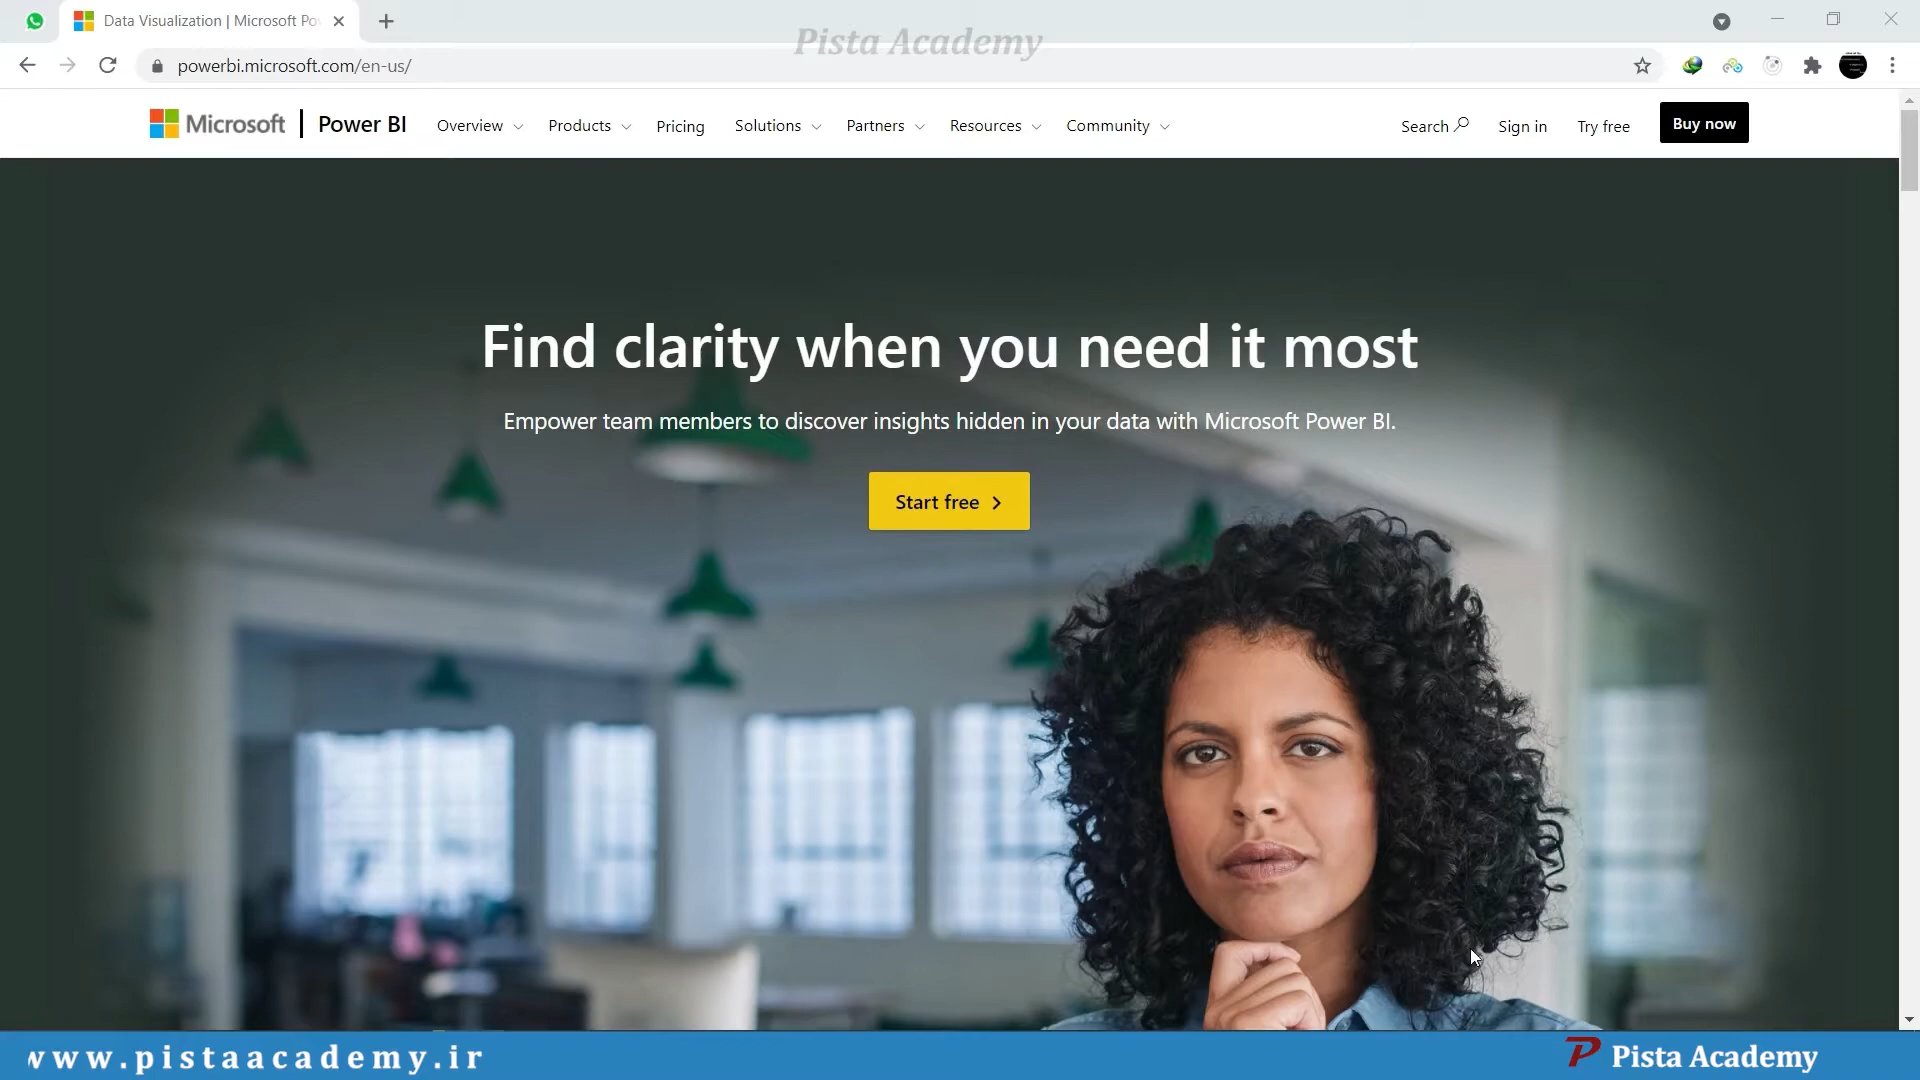 Data Visualization | Microsoft Po
Pista Academy
powerbi.microsoft.com/en-us/
Microsoft | Power BI Overview Products Pricing Solutions Partners Resources Community Search Sign in Try free Buy now
Find clarity when you need it most
Empower team members to discover insights hidden in your data with Microsoft Power BI.
Start free
www.pistaacademy.ir
Pista Academy